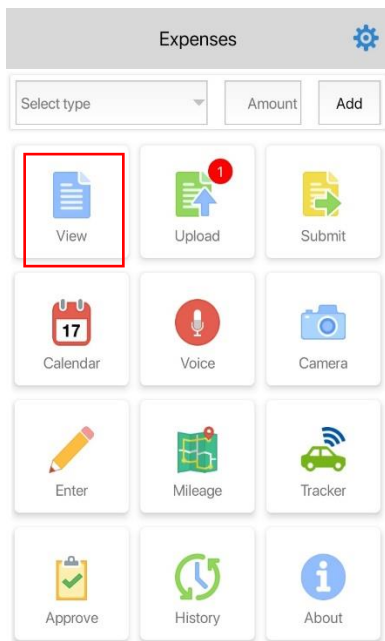 Expenses
Select type Amount Add
1
View Upload Submit
17
Calendar Voice Camera
Enter Mileage Tracker
Approve History About